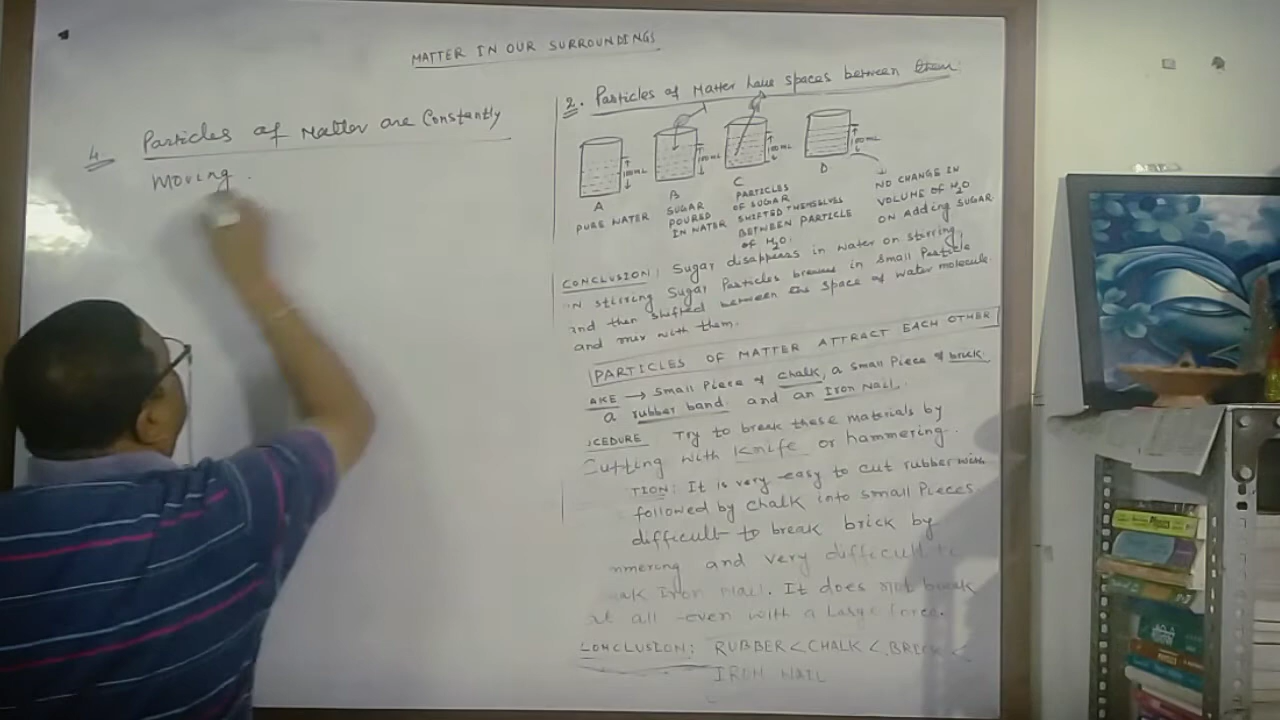 MATTER IN OUR SURROUNDINGS
4. Particles of Matter are Constantly
Moving.
2. Particles of Matter have spaces between them.
100ML
100ML
100ML
100ML
A
PURE WATER
B
SUGAR
POURED
IN WATER
C
PARTICLES
OF SUGAR
SHIFTED THEMSELVES
BETWEEN PARTICLE
OF H2O.
D
NO CHANGE IN
VOLUME OF H2O
ON Adding SUGAR
CONCLUSION: Sugar disappears in water on stirring,
IN stirring Sugar Particles in small Particle
and then shifted between the space of water molecule.
and mix with them.
PARTICLES OF MATTER ATTRACT EACH OTHER
AKE → Small Piece of chalk, a small Piece of brick.
a rubber band. and an Iron Nail.
OCEDURE Try to break these materials by
Cutting with Knife or hammering.
TION: It is very easy to cut rubber
followed by chalk into small Pieces
difficult to break brick by
mmering and very difficult
Iron Nail. It does not break
at all even with a large force.
CONCLUSION: RUBBER < CHALK < BRICK <
IRON NAIL